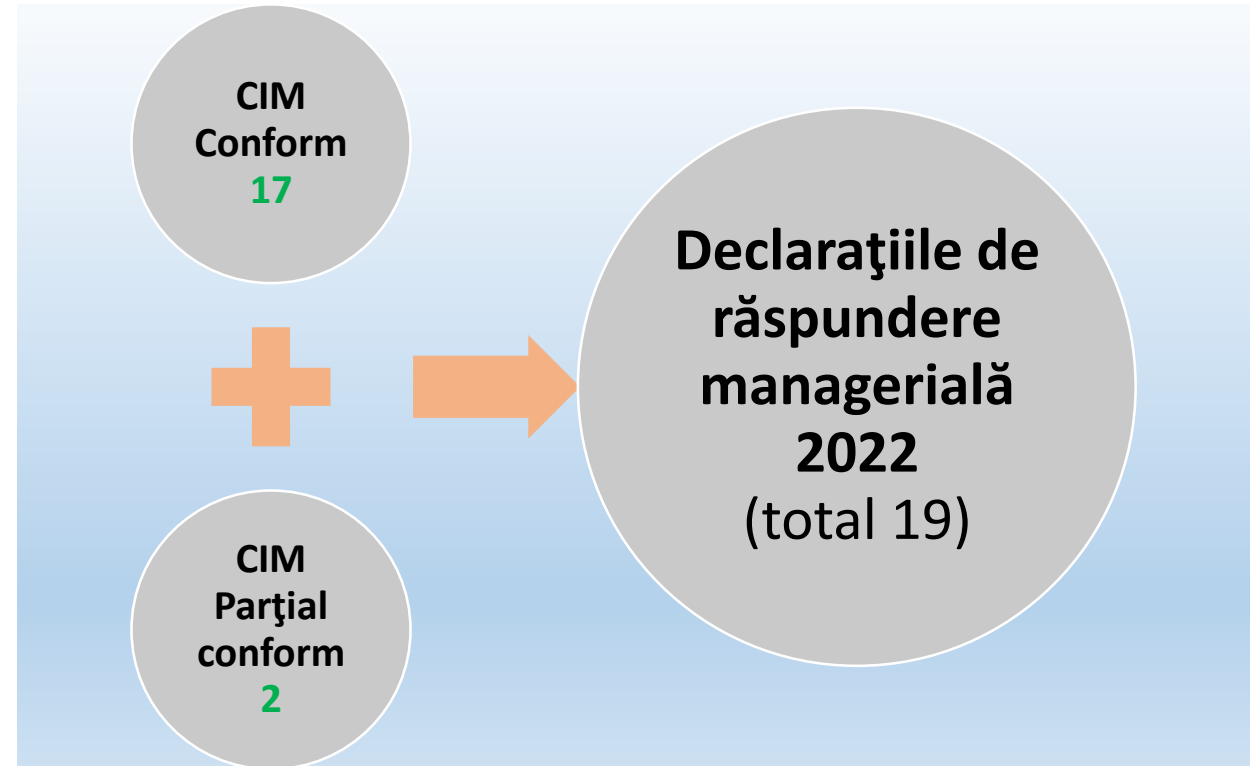 CIM
Conform
17
CIM
Parţial
conform
2
Declaraţiile de
răspundere
managerială
2022
(total 19)